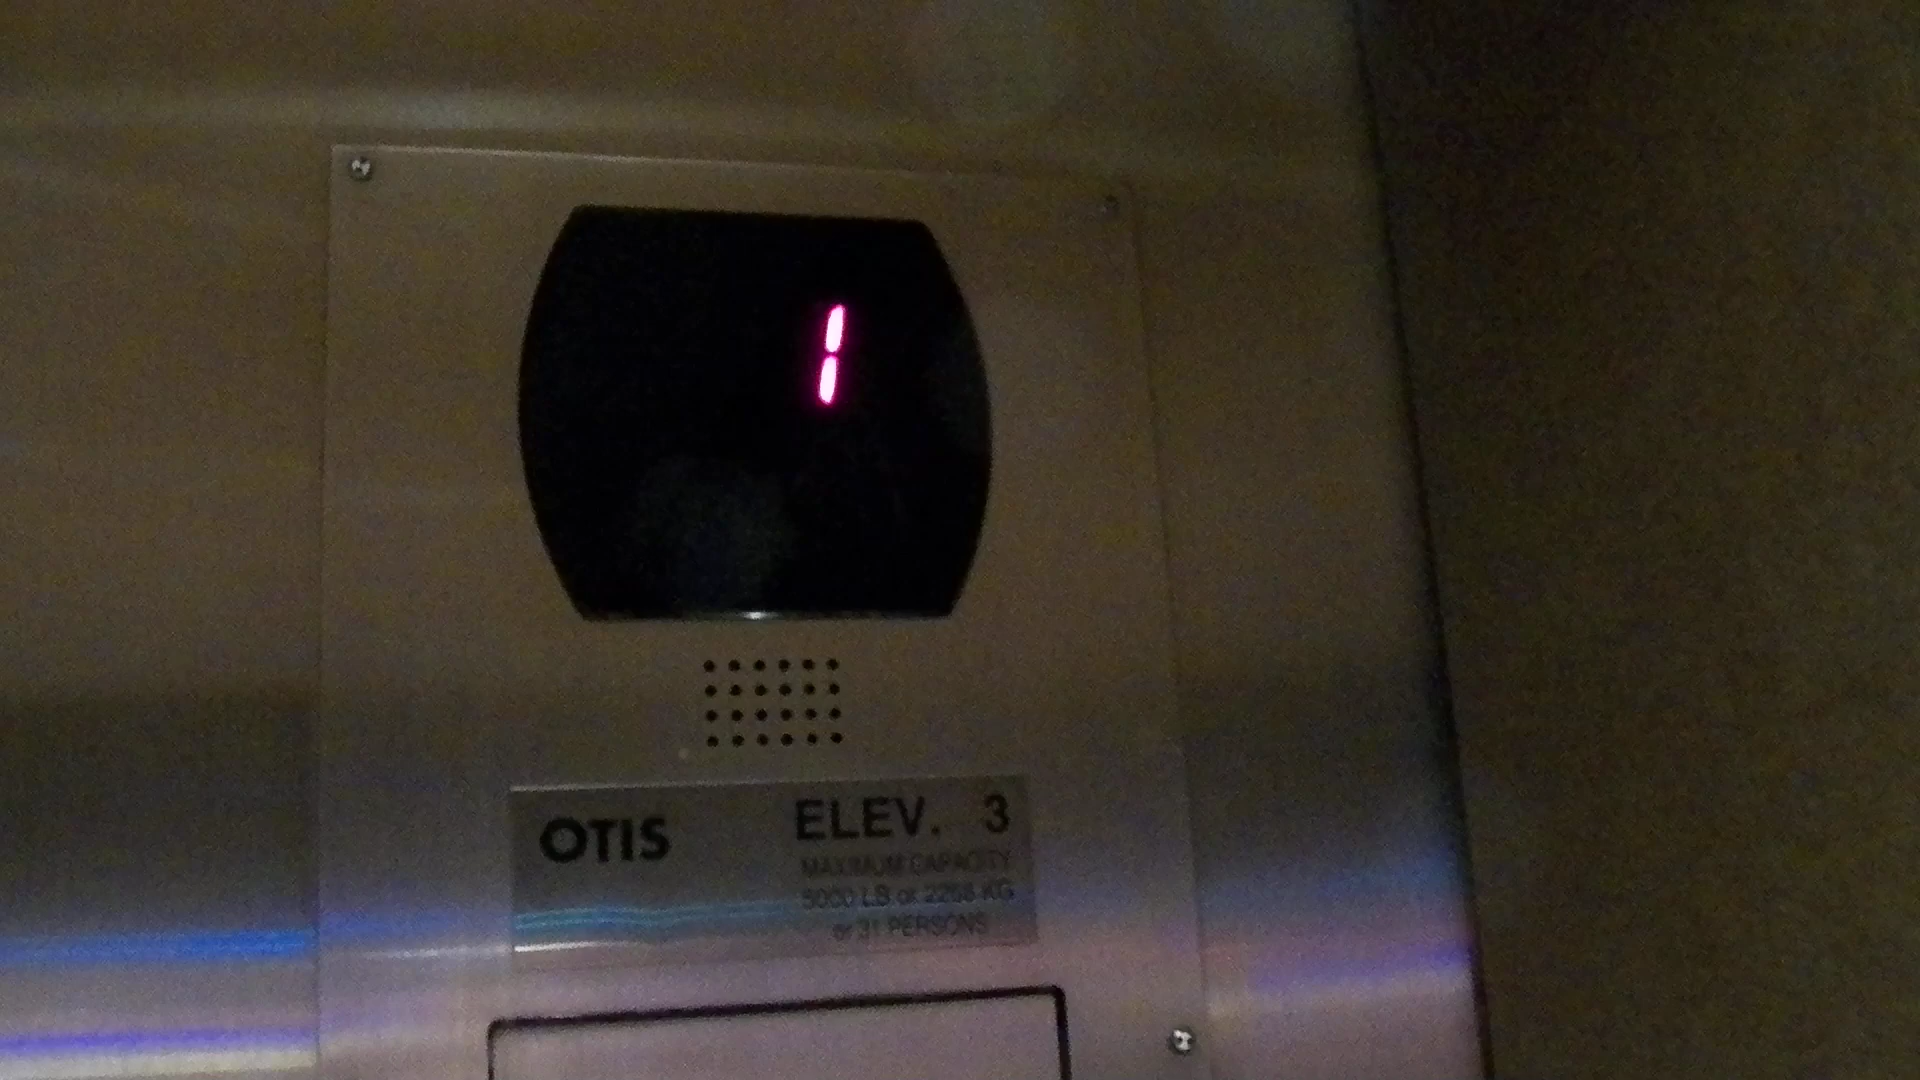 1
OTIS
ELEV. 3
MAXIMUM CAPACITY
5000 LB or 2268 KG
or 31 PERSONS